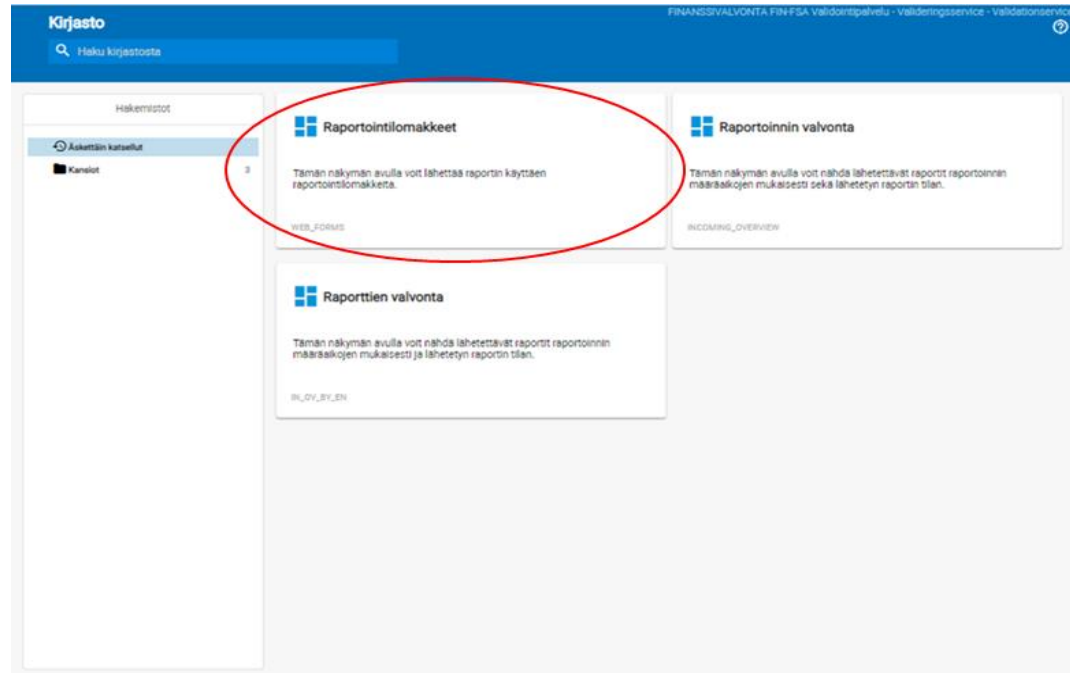 Kirjasto
FINANSSIVALVONTA FIN-FSA Validointipalvelu - Valideringsservice - Validationservice
Haku kirjastosta
Hakemistot
Äskettäin katsellut
Kansiot 3
Raportointilomakkeet
Tämän näkymän avulla voit lähettää raportin käyttäen
raportointilomakkeita.
WEB_FORMS
Raportoinnin valvonta
Tämän näkymän avulla voit nähdä lähetettävät raportit raportoinnin
määräaikojen mukaisesti sekä lähetetyn raportin tilan.
INCOMING_OVERVIEW
Raporttien valvonta
Tämän näkymän avulla voit nähdä lähetettävät raportit raportoinnin
määräaikojen mukaisesti ja lähetetyn raportin tilan.
IN_OV_BY_EN